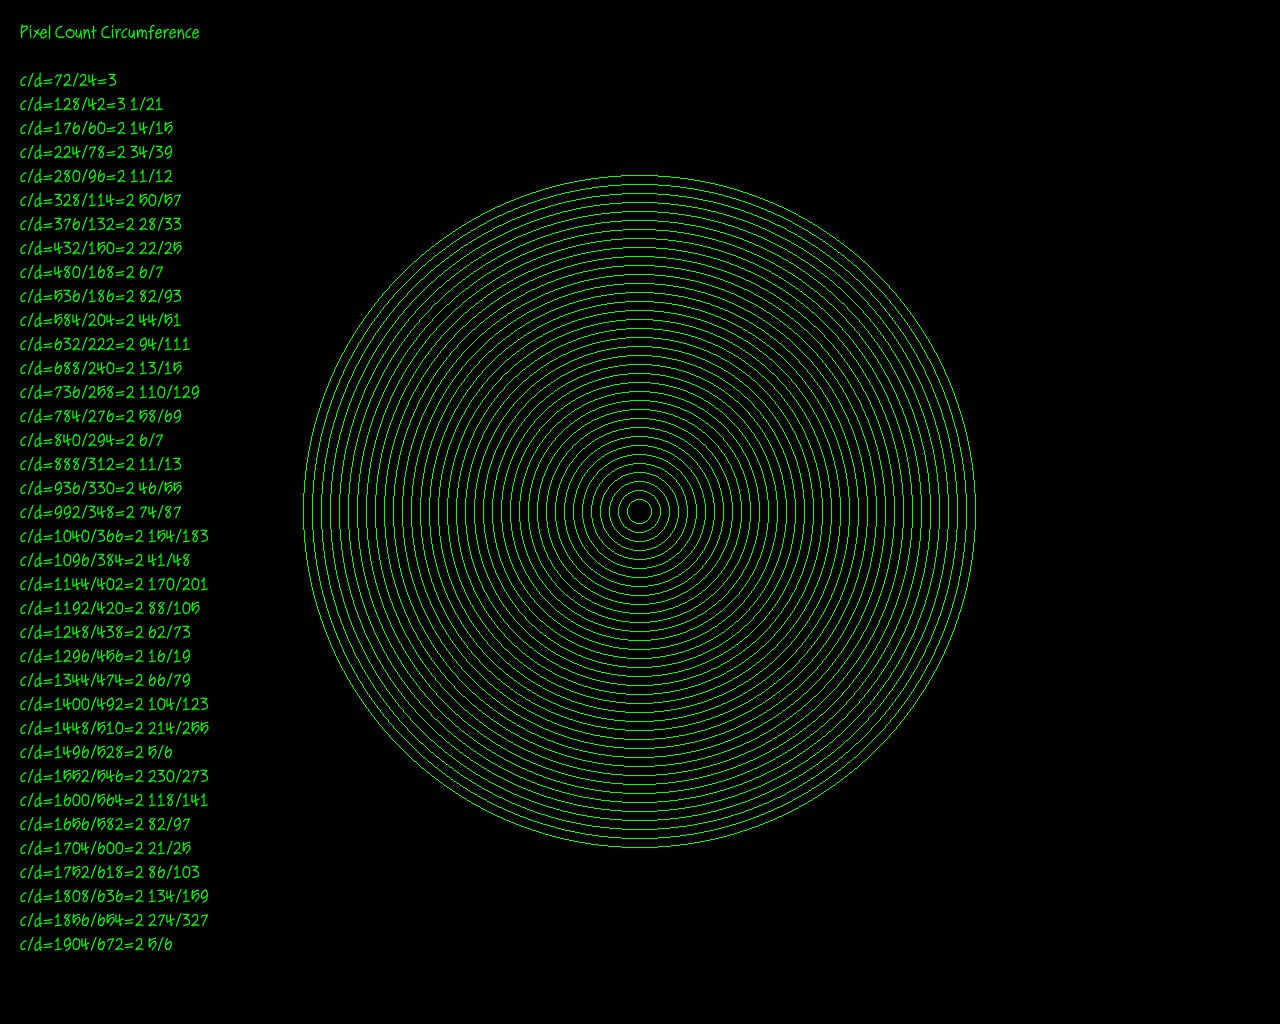 Pixel Count Circumference
c/d=72/24=3
c/d=128/42=3 1/21
c/d=176/60=2 14/15
c/d=224/78=2 34/39
c/d=280/96=2 11/12
c/d=328/114=2 50/57
c/d=376/132=2 28/33
c/d=432/150=2 22/25
c/d=480/168=2 6/7
c/d=536/186=2 82/93
c/d=584/204=2 44/51
c/d=632/222=2 94/111
c/d=688/240=2 13/15
c/d=736/258=2 110/129
c/d=784/276=2 58/69
c/d=840/294=2 6/7
c/d=888/312=2 11/13
c/d=936/330=2 46/55
c/d=992/348=2 74/87
c/d=1040/366=2 154/183
c/d=1096/384=2 41/48
c/d=1144/402=2 170/201
c/d=1192/420=2 88/105
c/d=1248/438=2 62/73
c/d=1296/456=2 16/19
c/d=1344/474=2 66/79
c/d=1400/492=2 104/123
c/d=1448/510=2 214/255
c/d=1496/528=2 5/6
c/d=1552/546=2 230/273
c/d=1600/564=2 118/141
c/d=1656/582=2 82/97
c/d=1704/600=2 21/25
c/d=1752/618=2 86/103
c/d=1808/636=2 134/159
c/d=1856/654=2 274/327
c/d=1904/672=2 5/6